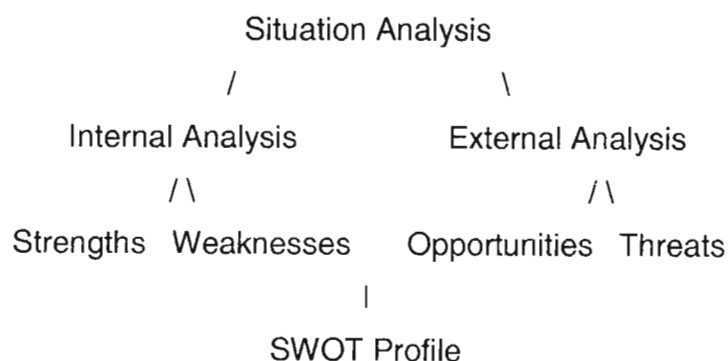 Situation Analysis
/ \
Internal Analysis External Analysis
/ \ / \
Strengths Weaknesses Opportunities Threats
|
SWOT Profile